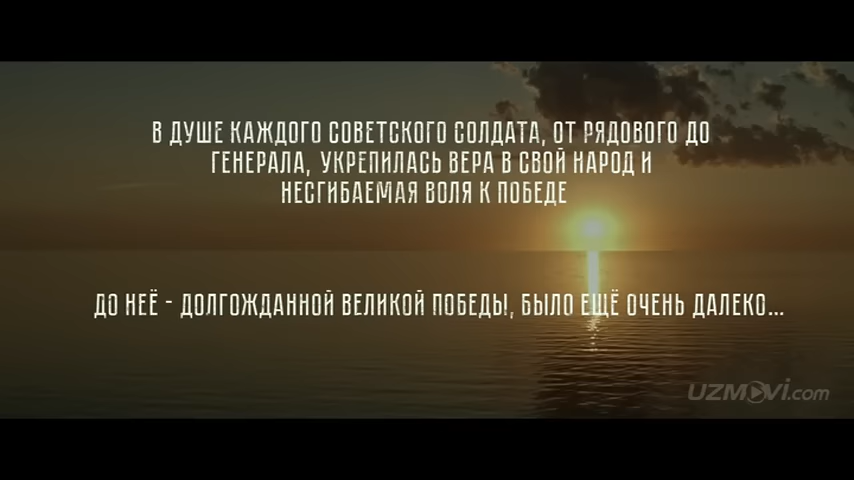 В ДУШЕ КАЖДОГО СОВЕТСКОГО СОЛДАТА, ОТ РЯДОВОГО ДО
ГЕНЕРАЛА, УКРЕПИЛАСЬ ВЕРА В СВОЙ НАРОД И
НЕСГИБАЕМАЯ ВОЛЯ К ПОБЕДЕ
ДО НЕЁ - ДОЛГОЖДАННОЙ ВЕЛИКОЙ ПОБЕДЫ, БЫЛО ЕЩЁ ОЧЕНЬ ДАЛЕКО...
UZMOVi.com